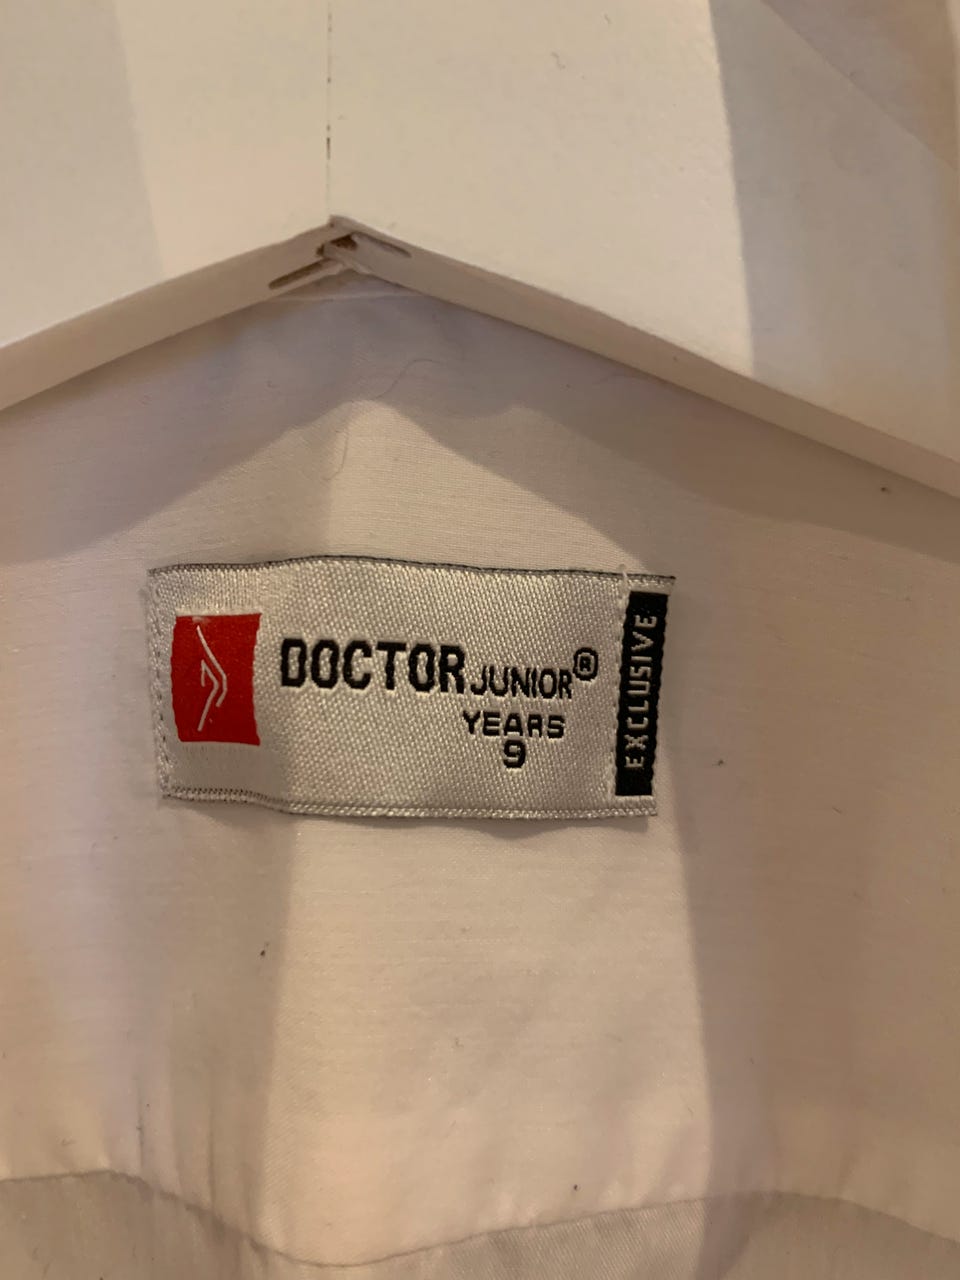 DOCTOR JUNIOR®
YEARS
9
EXCLUSIVE